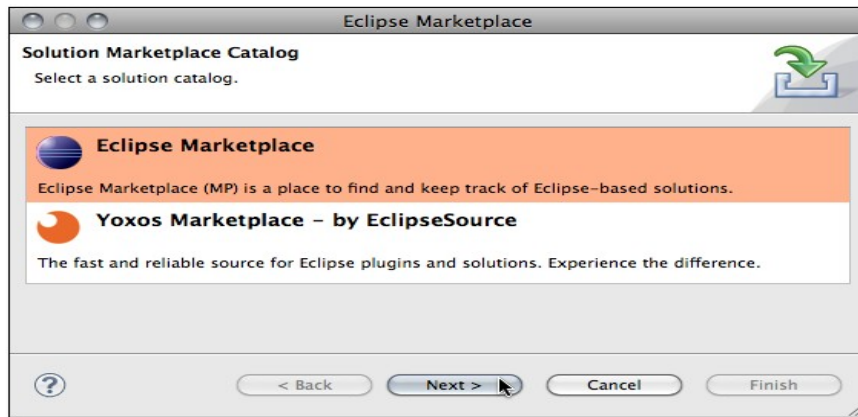 Eclipse Marketplace
Solution Marketplace Catalog
Select a solution catalog.
Eclipse Marketplace
Eclipse Marketplace (MP) is a place to find and keep track of Eclipse-based solutions.
Yoxos Marketplace – by EclipseSource
The fast and reliable source for Eclipse plugins and solutions. Experience the difference.
? < Back Next > Cancel Finish